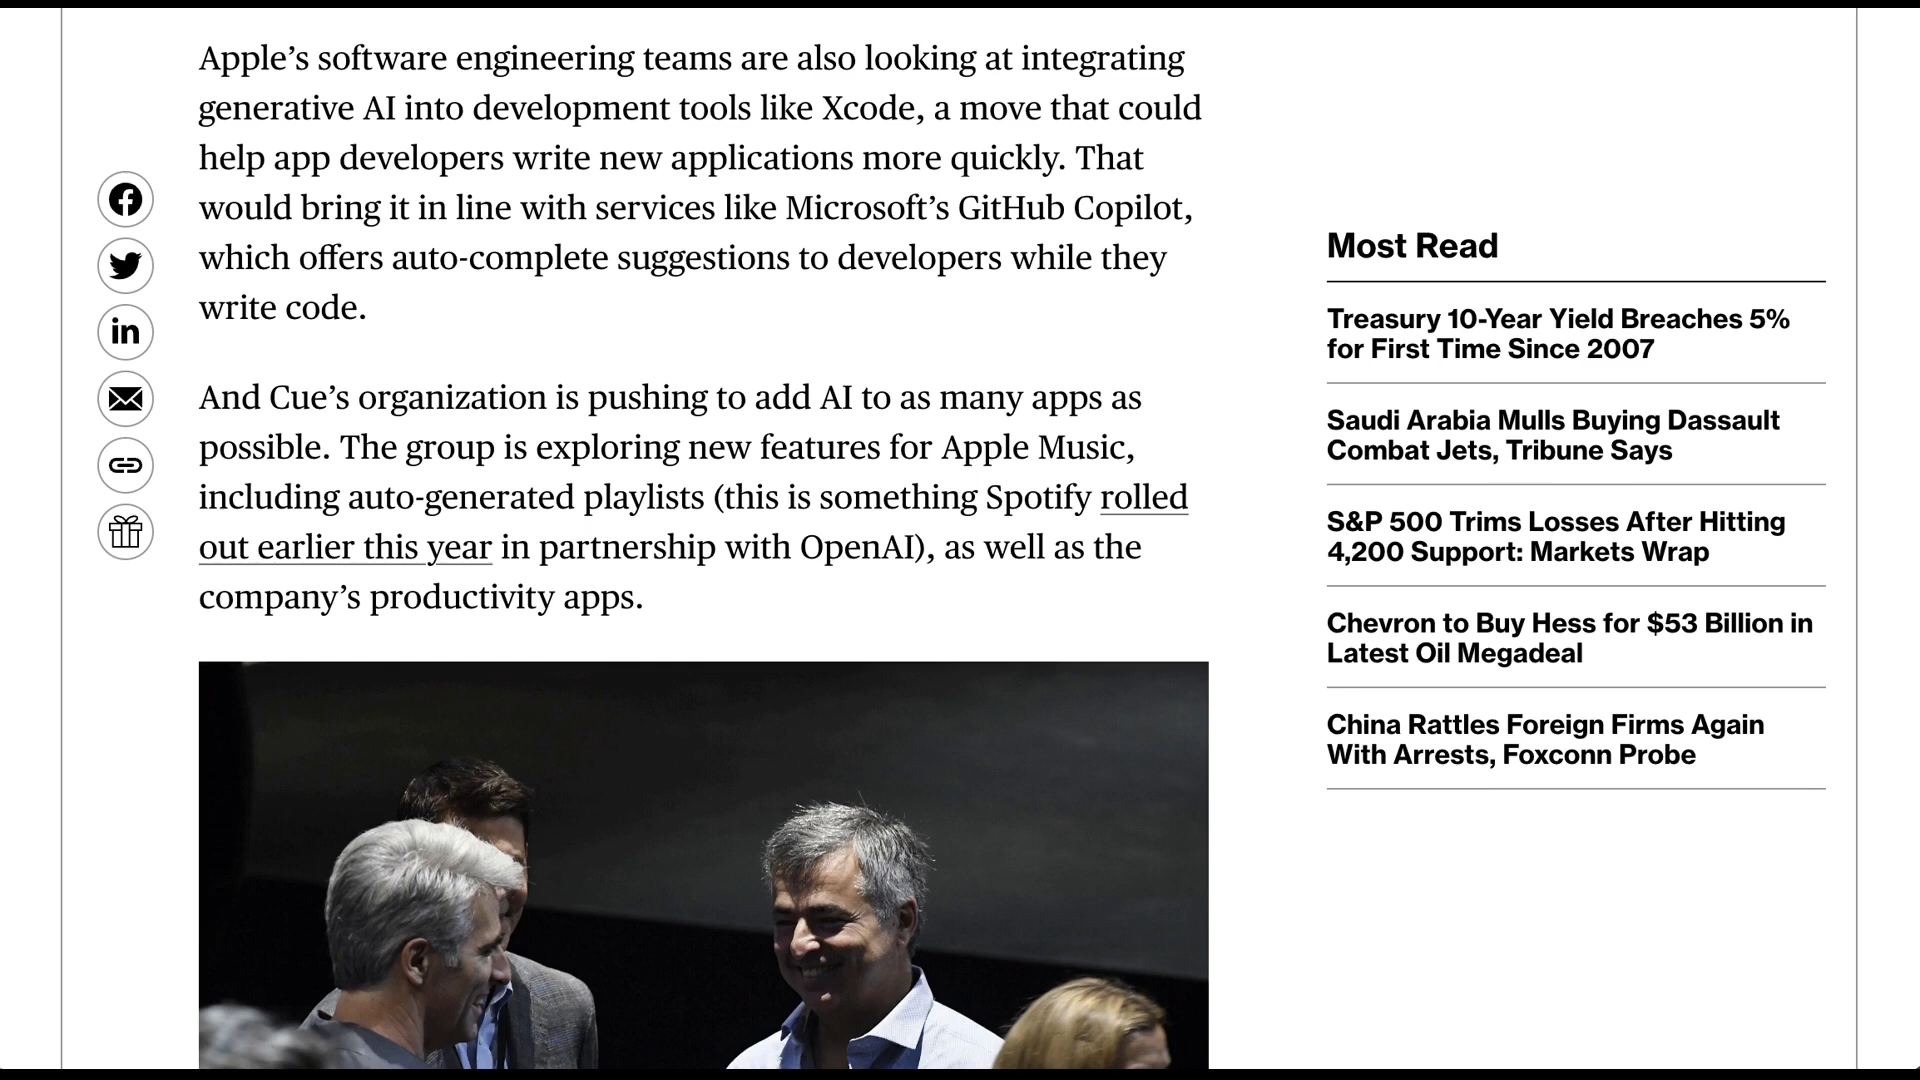 Apple’s software engineering teams are also looking at integrating
generative AI into development tools like Xcode, a move that could
help app developers write new applications more quickly. That
would bring it in line with services like Microsoft’s GitHub Copilot,
which offers auto-complete suggestions to developers while they
write code.
And Cue’s organization is pushing to add AI to as many apps as
possible. The group is exploring new features for Apple Music,
including auto-generated playlists (this is something Spotify rolled
out earlier this year in partnership with OpenAI), as well as the
company’s productivity apps.
Most Read
Treasury 10-Year Yield Breaches 5%
for First Time Since 2007
Saudi Arabia Mulls Buying Dassault
Combat Jets, Tribune Says
S&P 500 Trims Losses After Hitting
4,200 Support: Markets Wrap
Chevron to Buy Hess for $53 Billion in
Latest Oil Megadeal
China Rattles Foreign Firms Again
With Arrests, Foxconn Probe